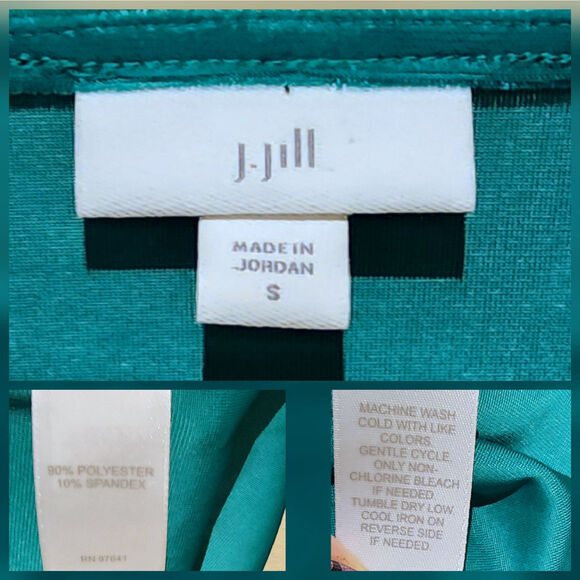 J.Jill
MADE IN
JORDAN
S
90% POLYESTER
10% SPANDEX
RN 97641
MACHINE WASH
COLD WITH LIKE
COLORS
GENTLE CYCLE
ONLY NON-
CHLORINE BLEACH
IF NEEDED
TUMBLE DRY LOW
COOL IRON ON
REVERSE SIDE
IF NEEDED